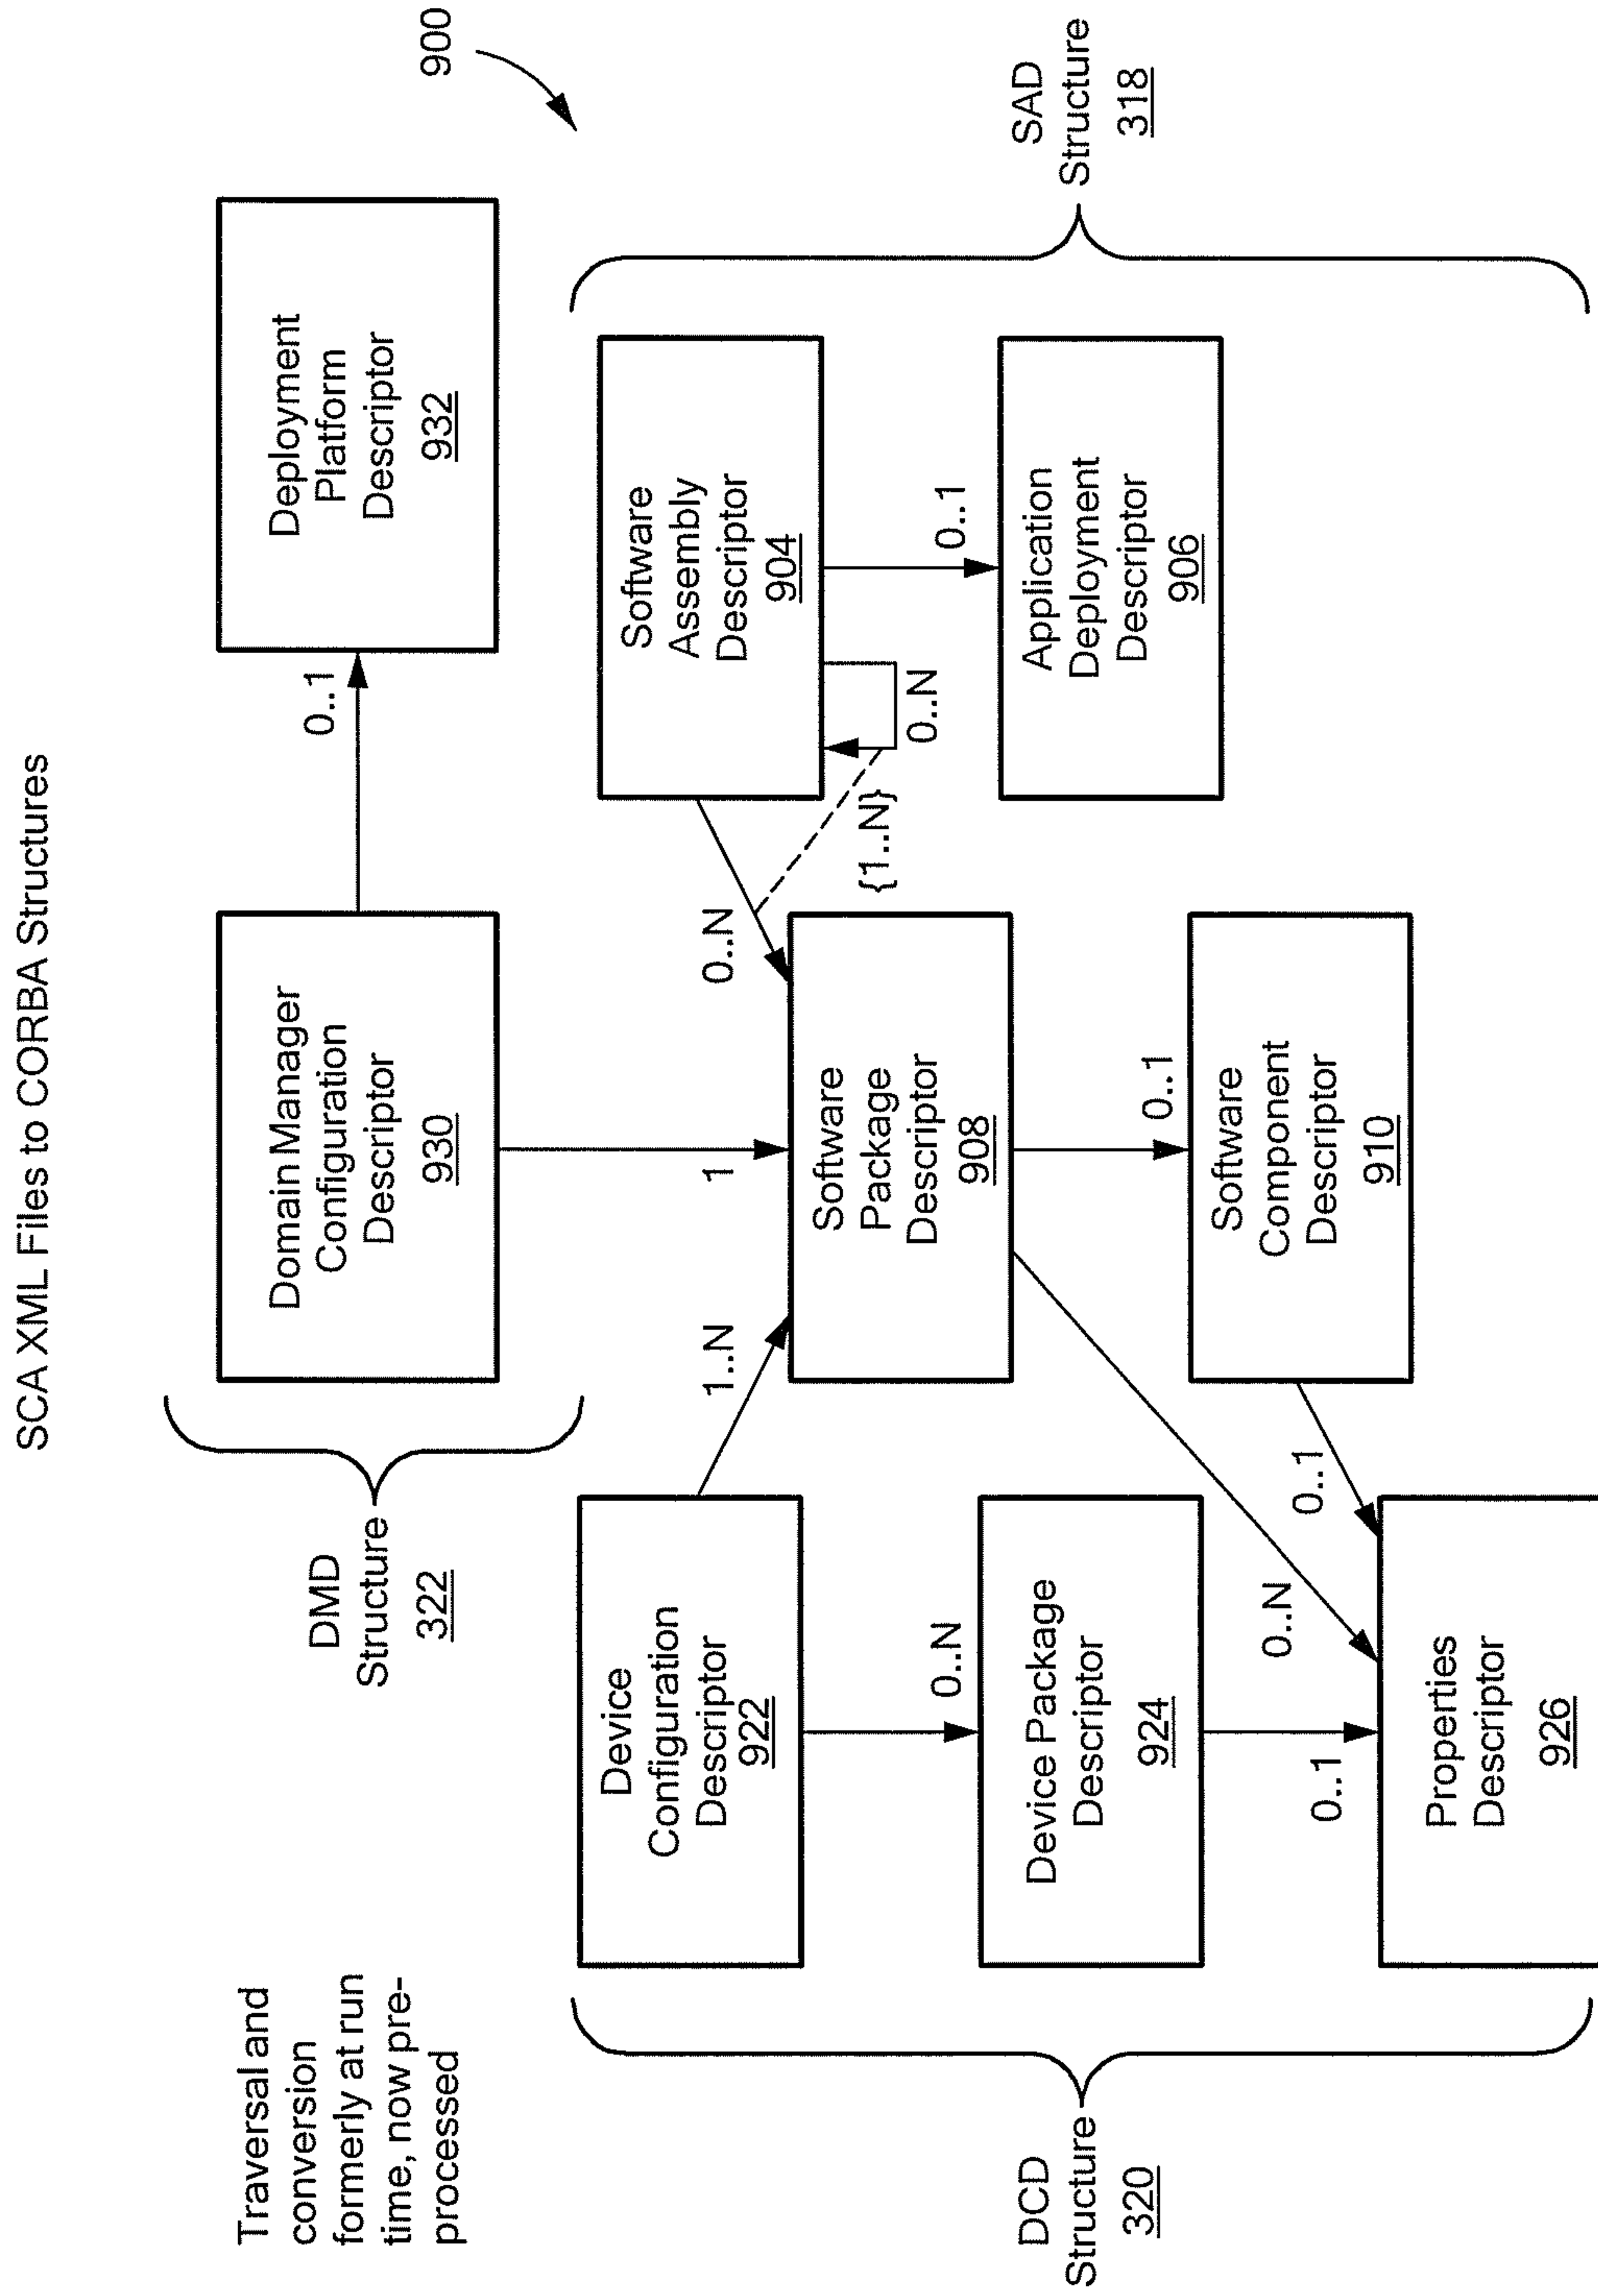 SCA XML Files to CORBA Structures
Traversal and
conversion
formerly at run
time, now pre-
processed
DMD
Structure
322
Domain Manager
Configuration
Descriptor
930
0..1
Deployment
Platform
Descriptor
932
900
DCD
Structure
320
Device
Configuration
Descriptor
922
1..N
1
0..N
{1..N}
0..N
Software
Assembly
Descriptor
904
0..1
SAD
Structure
318
Software
Package
Descriptor
908
0..N
Device Package
Descriptor
924
0..1
Application
Deployment
Descriptor
906
0..1
0..N
0..1
Software
Component
Descriptor
910
Properties
Descriptor
926